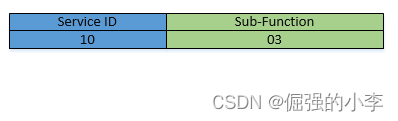 Service ID Sub-Function
10 03
CSDN @倔强的小李